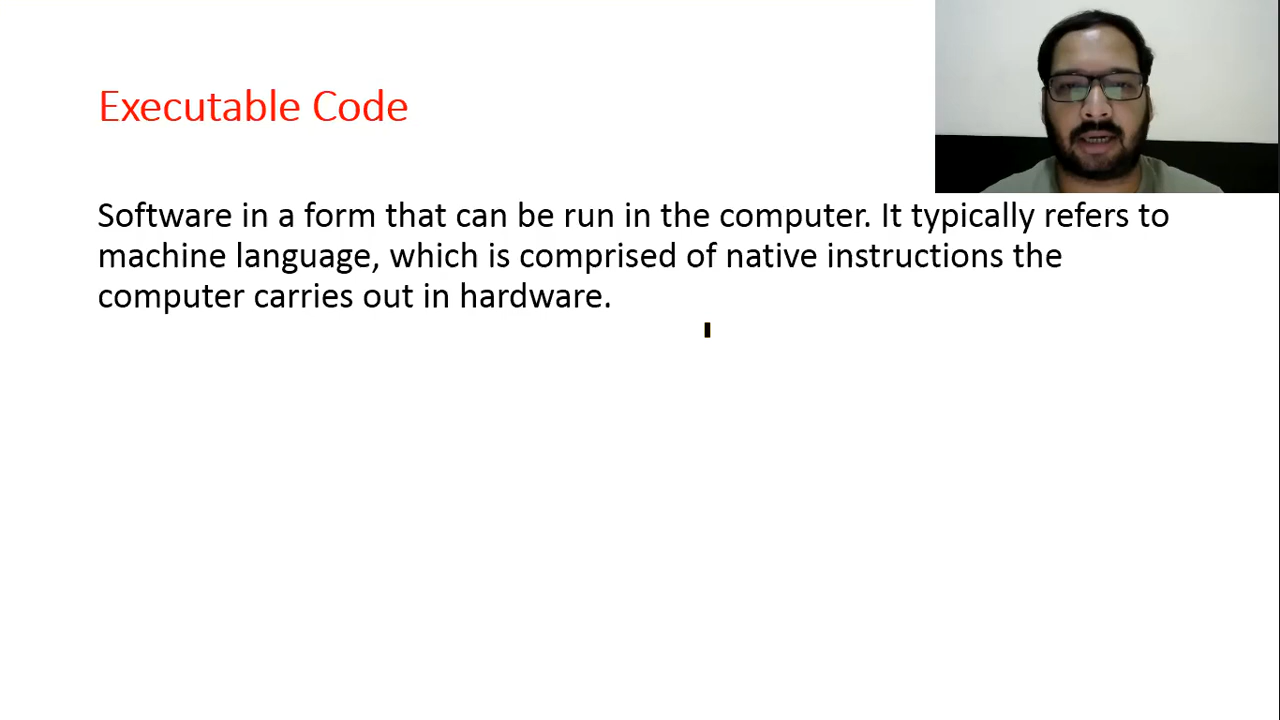 Executable Code
Software in a form that can be run in the computer. It typically refers to
machine language, which is comprised of native instructions the
computer carries out in hardware.